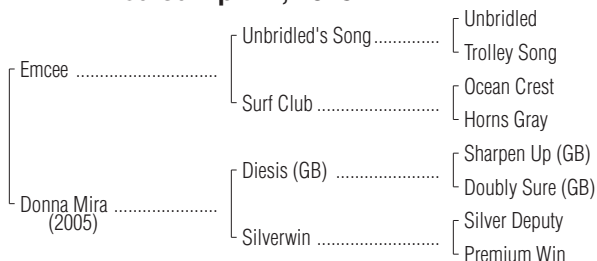 Unbridled
Unbridled's Song..............
Trolley Song
Emcee ..............................
Ocean Crest
Surf Club ..........................
Horns Gray
Sharpen Up (GB)
Diesis (GB) ......................
Doubly Sure (GB)
Donna Mira ......................
(2005)
Silver Deputy
Silverwin ..........................
Premium Win